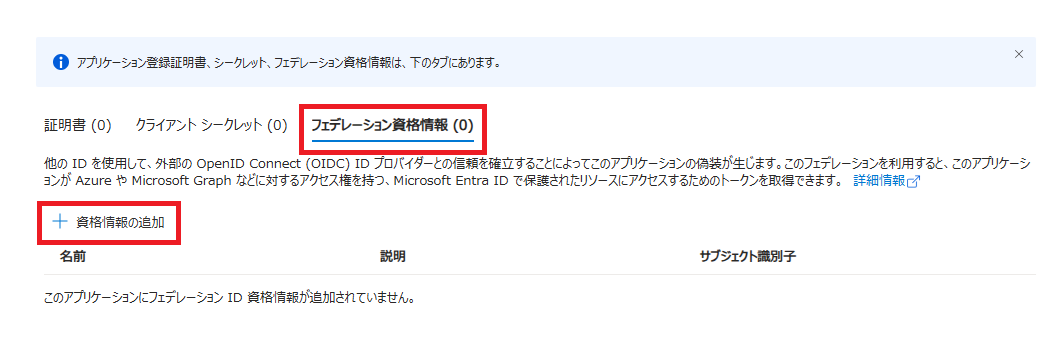 アプリケーション登録証明書、シークレット、フェデレーション資格情報は、下のタブにあります。
証明書 (0) クライアント シークレット (0) フェデレーション資格情報 (0)
他の ID を使用して、外部の OpenID Connect (OIDC) ID プロバイダーとの信頼を確立することによってこのアプリケーションの偽装が生じます。このフェデレーションを利用すると、このアプリケーシ
ョンが Azure や Microsoft Graph などに対するアクセス権を持つ、Microsoft Entra ID で保護されたリソースにアクセスするためのトークンを取得できます。 詳細情報
資格情報の追加
名前 説明 サブジェクト識別子
このアプリケーションにフェデレーション ID 資格情報が追加されていません。